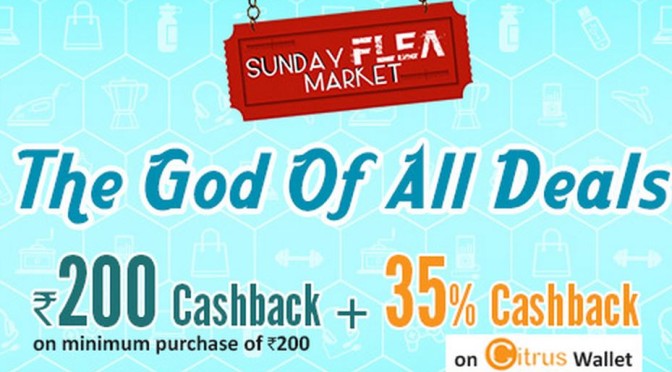 SUNDAY FLEA
MARKET
The God Of All Deals
₹200 Cashback + 35% Cashback
on minimum purchase of ₹200
on Citrus Wallet